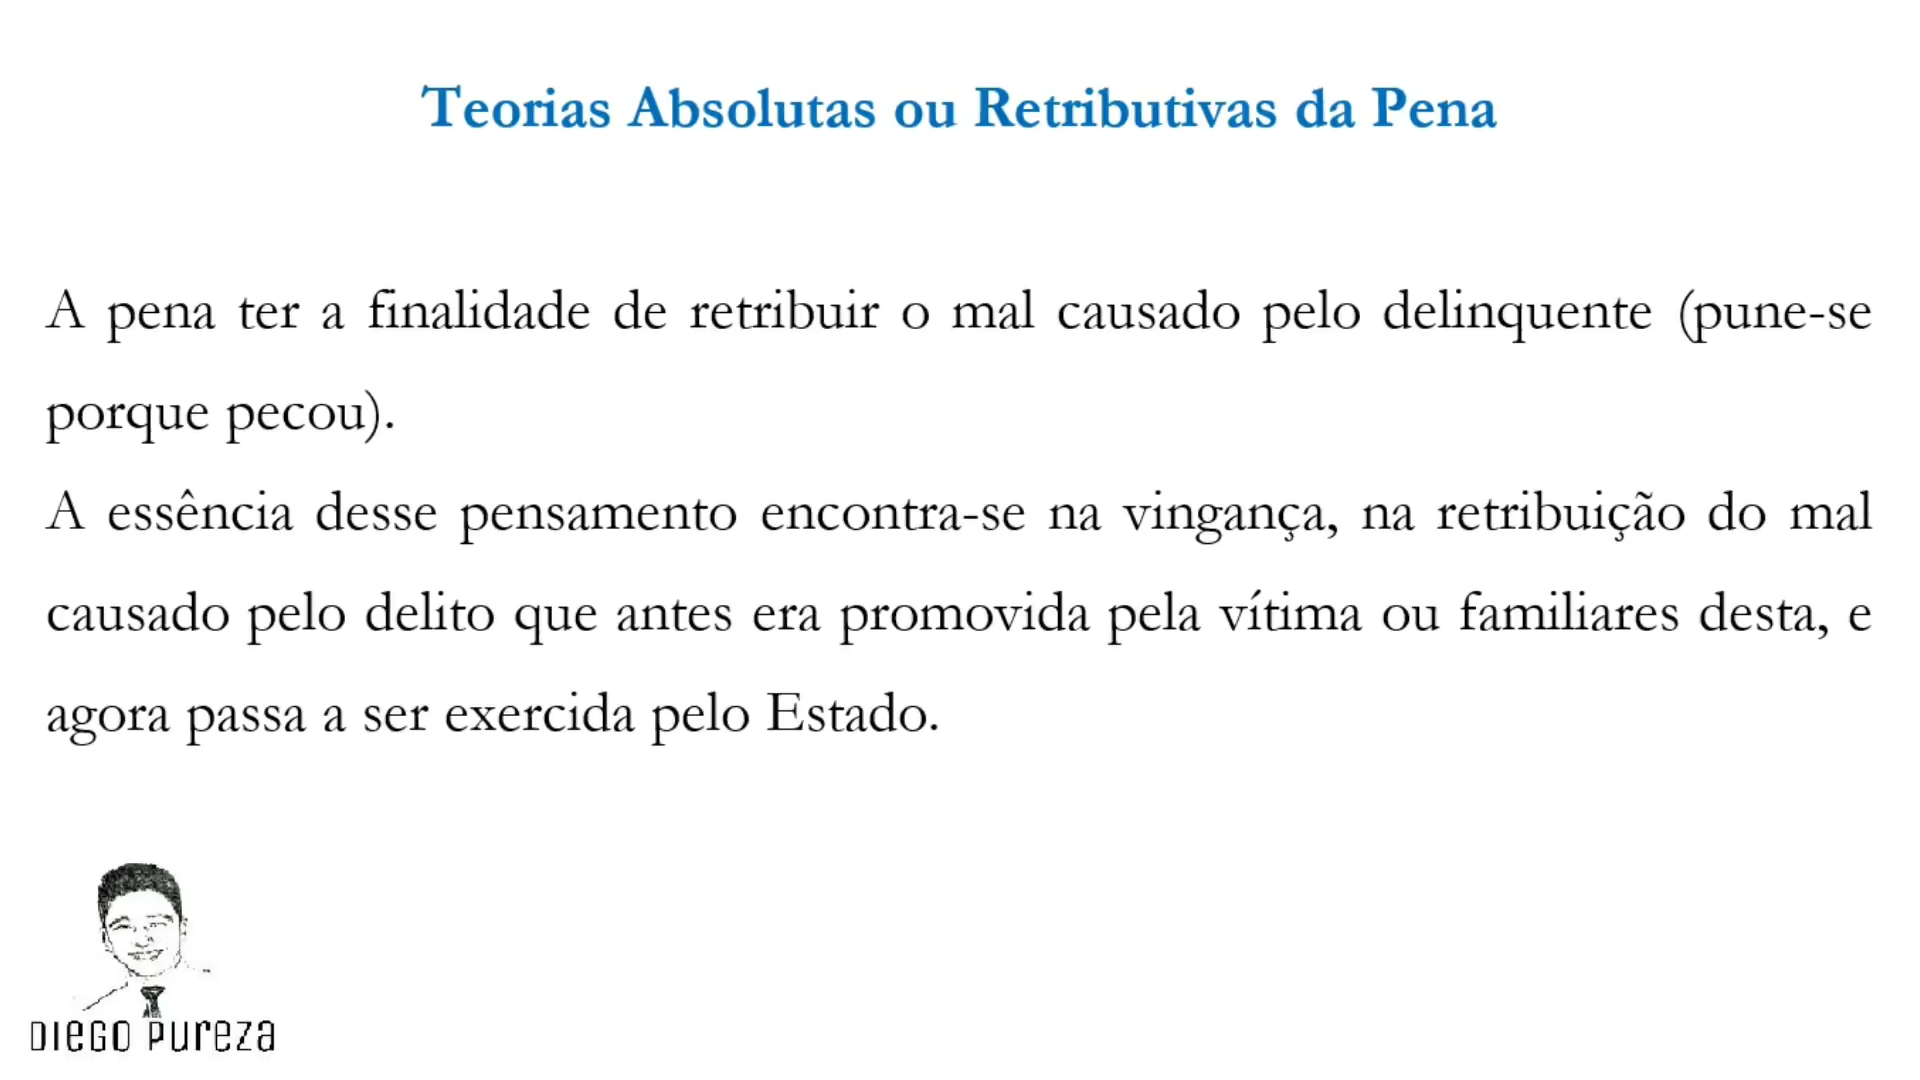 Teorias Absolutas ou Retributivas da Pena
A pena ter a finalidade de retribuir o mal causado pelo delinquente (pune-se
porque pecou).
A essência desse pensamento encontra-se na vingança, na retribuição do mal
causado pelo delito que antes era promovida pela vítima ou familiares desta, e
agora passa a ser exercida pelo Estado.
DIEGO PUREZA